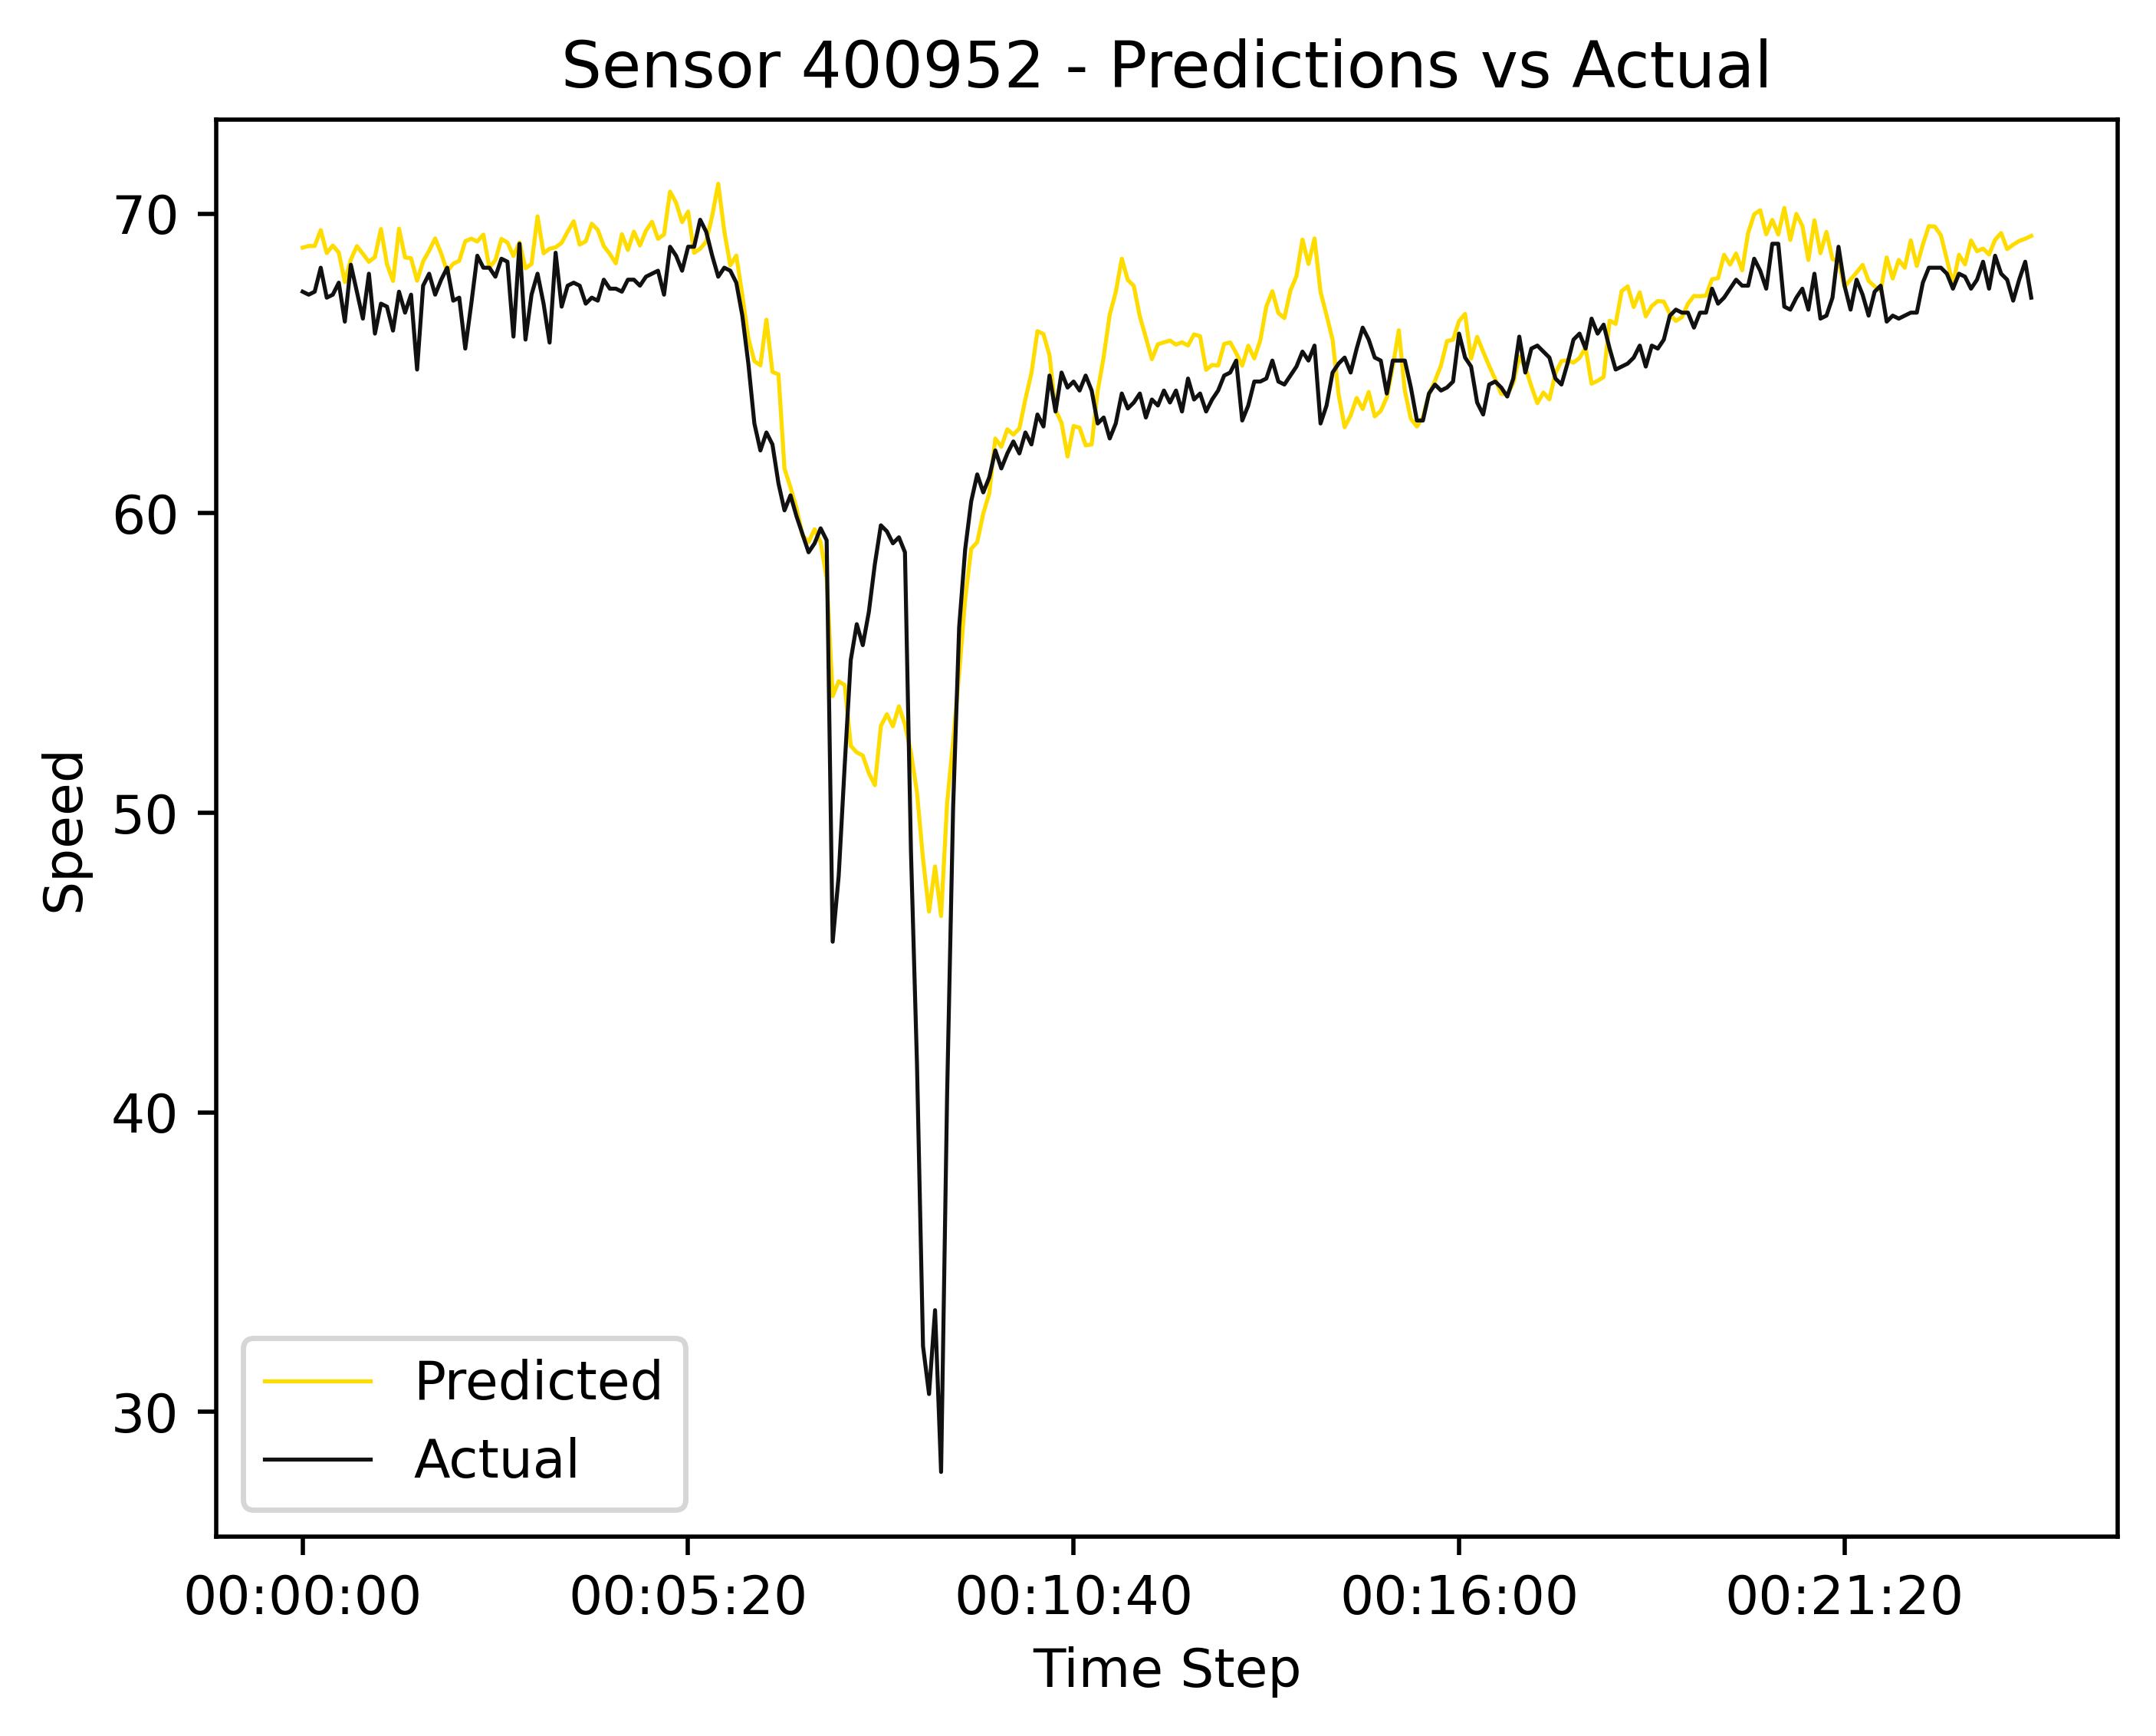 Sensor 400952 - Predictions vs Actual
70
60
50
40
30
Speed
Predicted
Actual
00:00:00 00:05:20 00:10:40 00:16:00 00:21:20
Time Step